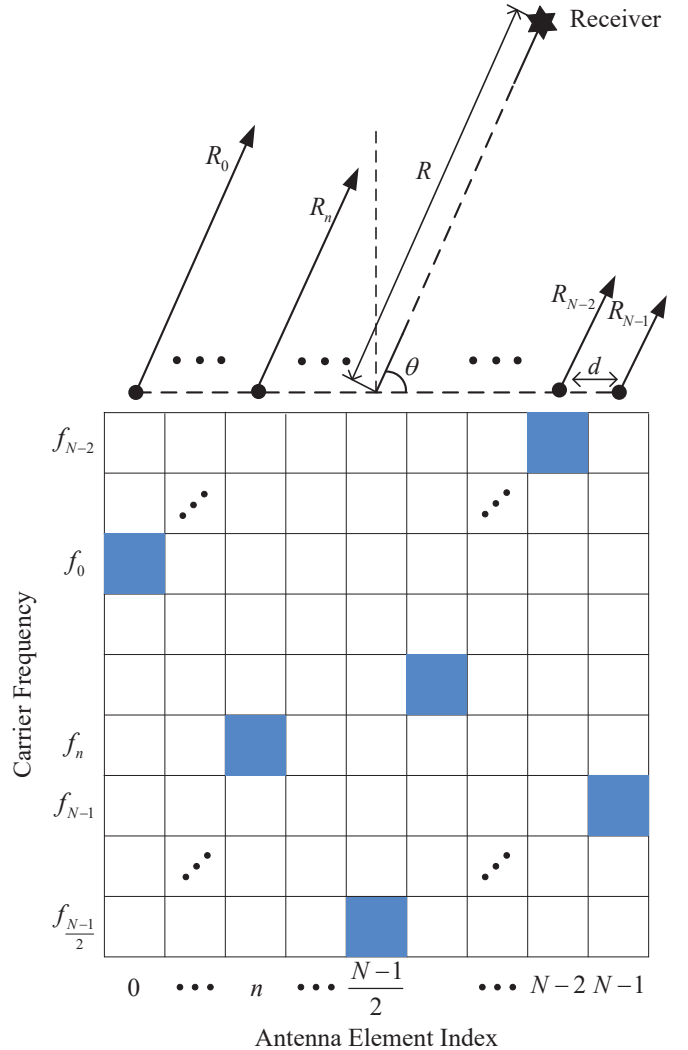 Receiver
R_0
R_n
R
R_{N-2}
R_{N-1}
θ
d
f_{N-2}
f_0
f_n
f_{N-1}
f_{\frac{N-1}{2}}
Carrier Frequency
0 ••• n ••• \frac{N-1}{2} ••• N-2 N-1
Antenna Element Index